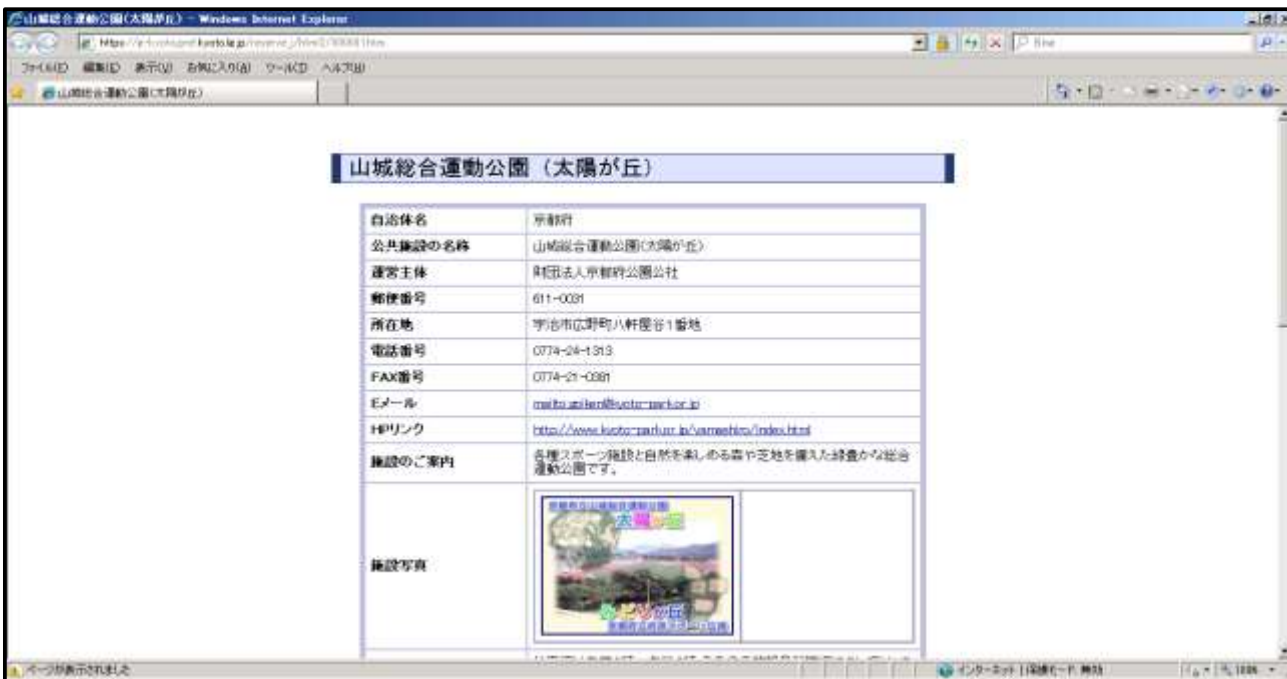 山城総合運動公園(太陽が丘) - Windows Internet Explorer
ファイル(F) 編集(E) 表示(V) お気に入り(A) ツール(T) ヘルプ(H)
山城総合運動公園(太陽が丘)
山城総合運動公園（太陽が丘）
自治体名 京都府
公共施設の名称 山城総合運動公園(太陽が丘)
運営主体 財団法人京都府公園公社
郵便番号 611-0031
所在地 宇治市広野町八軒屋谷1番地
電話番号 0774-24-1313
FAX番号 0774-21-0381
Eメール
HPリンク http://www.kyoto-park.or.jp/yamashiro/index.html
施設のご案内 各種スポーツ施設と自然を楽しめる森や芝地を備えた緑豊かな総合
運動公園です。
施設写真
太陽が丘
ページが表示されました
インターネット | 保護モード: 無効